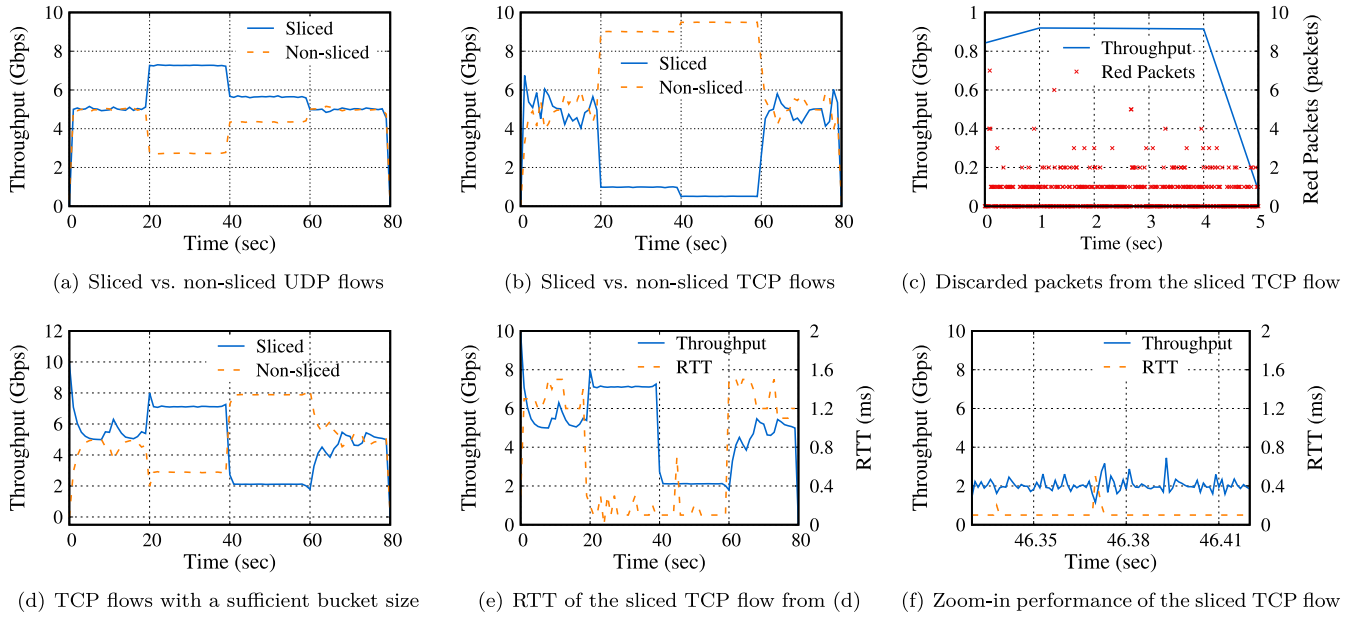 Throughput (Gbps)
10
8
6
4
2
0
0
20
40
60
80
Time (sec)
Sliced
Non-sliced
(a) Sliced vs. non-sliced UDP flows
Throughput (Gbps)
10
8
6
4
2
0
0
20
40
60
80
Time (sec)
Sliced
Non-sliced
(b) Sliced vs. non-sliced TCP flows
Throughput (Gbps)
1
0.8
0.6
0.4
0.2
0
0
1
2
3
4
5
Time (sec)
Throughput
Red Packets
10
8
6
4
2
0
Red Packets (packets)
(c) Discarded packets from the sliced TCP flow
Throughput (Gbps)
12
10
8
6
4
2
0
0
20
40
60
80
Time (sec)
Sliced
Non-sliced
(d) TCP flows with a sufficient bucket size
Throughput (Gbps)
10
8
6
4
2
0
0
20
40
60
80
Time (sec)
Throughput
RTT
2
1.6
1.2
0.8
0.4
0
RTT (ms)
(e) RTT of the sliced TCP flow from (d)
Throughput (Gbps)
10
8
6
4
2
0
46.35
46.38
46.41
Time (sec)
Throughput
RTT
2
1.6
1.2
0.8
0.4
0
RTT (ms)
(f) Zoom-in performance of the sliced TCP flow